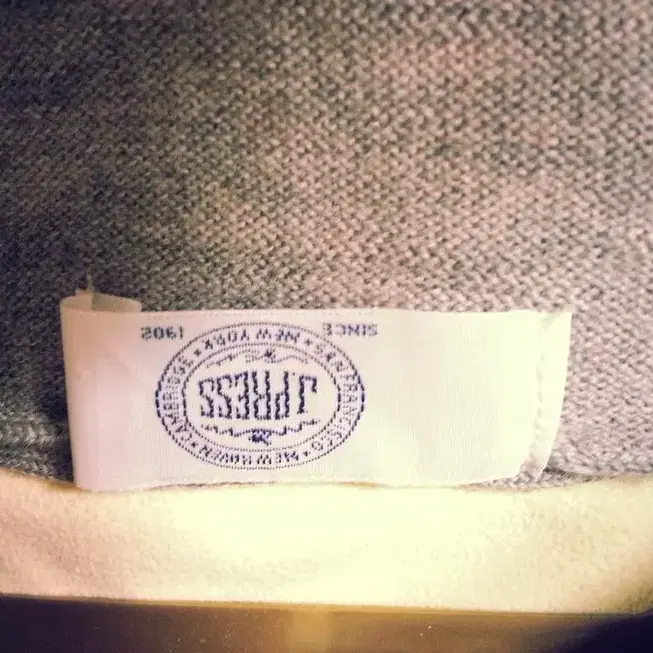 SINCE 1902
NEW HAVEN • CAMBRIDGE • NEW YORK • SAN FRANCISCO •
J. PRESS